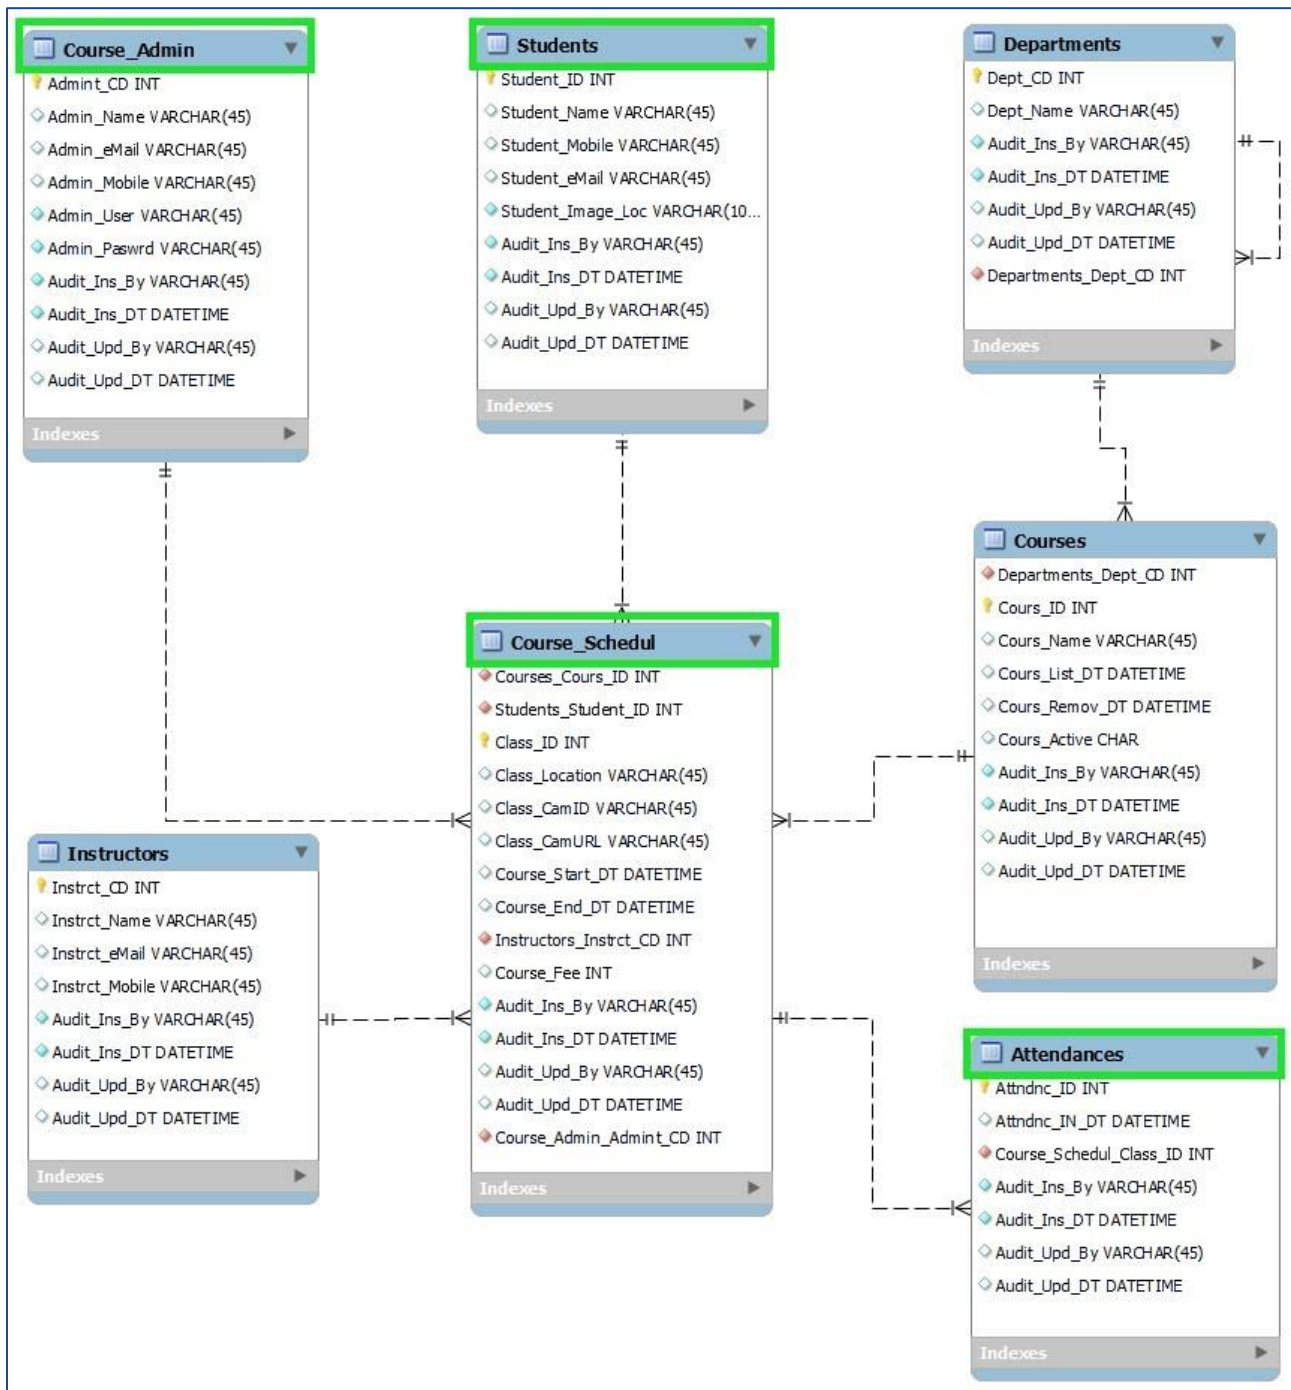 Course_Admin
Admint_CD INT
Admin_Name VARCHAR(45)
Admin_eMail VARCHAR(45)
Admin_Mobile VARCHAR(45)
Admin_User VARCHAR(45)
Admin_Paswrd VARCHAR(45)
Audit_Ins_By VARCHAR(45)
Audit_Ins_DT DATETIME
Audit_Upd_By VARCHAR(45)
Audit_Upd_DT DATETIME
Indexes
Students
Student_ID INT
Student_Name VARCHAR(45)
Student_Mobile VARCHAR(45)
Student_eMail VARCHAR(45)
Student_Image_Loc VARCHAR(10...
Audit_Ins_By VARCHAR(45)
Audit_Ins_DT DATETIME
Audit_Upd_By VARCHAR(45)
Audit_Upd_DT DATETIME
Indexes
Departments
Dept_CD INT
Dept_Name VARCHAR(45)
Audit_Ins_By VARCHAR(45)
Audit_Ins_DT DATETIME
Audit_Upd_By VARCHAR(45)
Audit_Upd_DT DATETIME
Departments_Dept_CD INT
Indexes
Courses
Departments_Dept_CD INT
Cours_ID INT
Cours_Name VARCHAR(45)
Cours_List_DT DATETIME
Cours_Remov_DT DATETIME
Cours_Active CHAR
Audit_Ins_By VARCHAR(45)
Audit_Ins_DT DATETIME
Audit_Upd_By VARCHAR(45)
Audit_Upd_DT DATETIME
Indexes
Course_Schedul
Courses_Cours_ID INT
Students_Student_ID INT
Class_ID INT
Class_Location VARCHAR(45)
Class_CamID VARCHAR(45)
Class_CamURL VARCHAR(45)
Course_Start_DT DATETIME
Course_End_DT DATETIME
Instructors_Instrct_CD INT
Course_Fee INT
Audit_Ins_By VARCHAR(45)
Audit_Ins_DT DATETIME
Audit_Upd_By VARCHAR(45)
Audit_Upd_DT DATETIME
Course_Admin_Admint_CD INT
Indexes
Instructors
Instrct_CD INT
Instrct_Name VARCHAR(45)
Instrct_eMail VARCHAR(45)
Instrct_Mobile VARCHAR(45)
Audit_Ins_By VARCHAR(45)
Audit_Ins_DT DATETIME
Audit_Upd_By VARCHAR(45)
Audit_Upd_DT DATETIME
Indexes
Attendances
Attndnc_ID INT
Attndnc_IN_DT DATETIME
Course_Schedul_Class_ID INT
Audit_Ins_By VARCHAR(45)
Audit_Ins_DT DATETIME
Audit_Upd_By VARCHAR(45)
Audit_Upd_DT DATETIME
Indexes